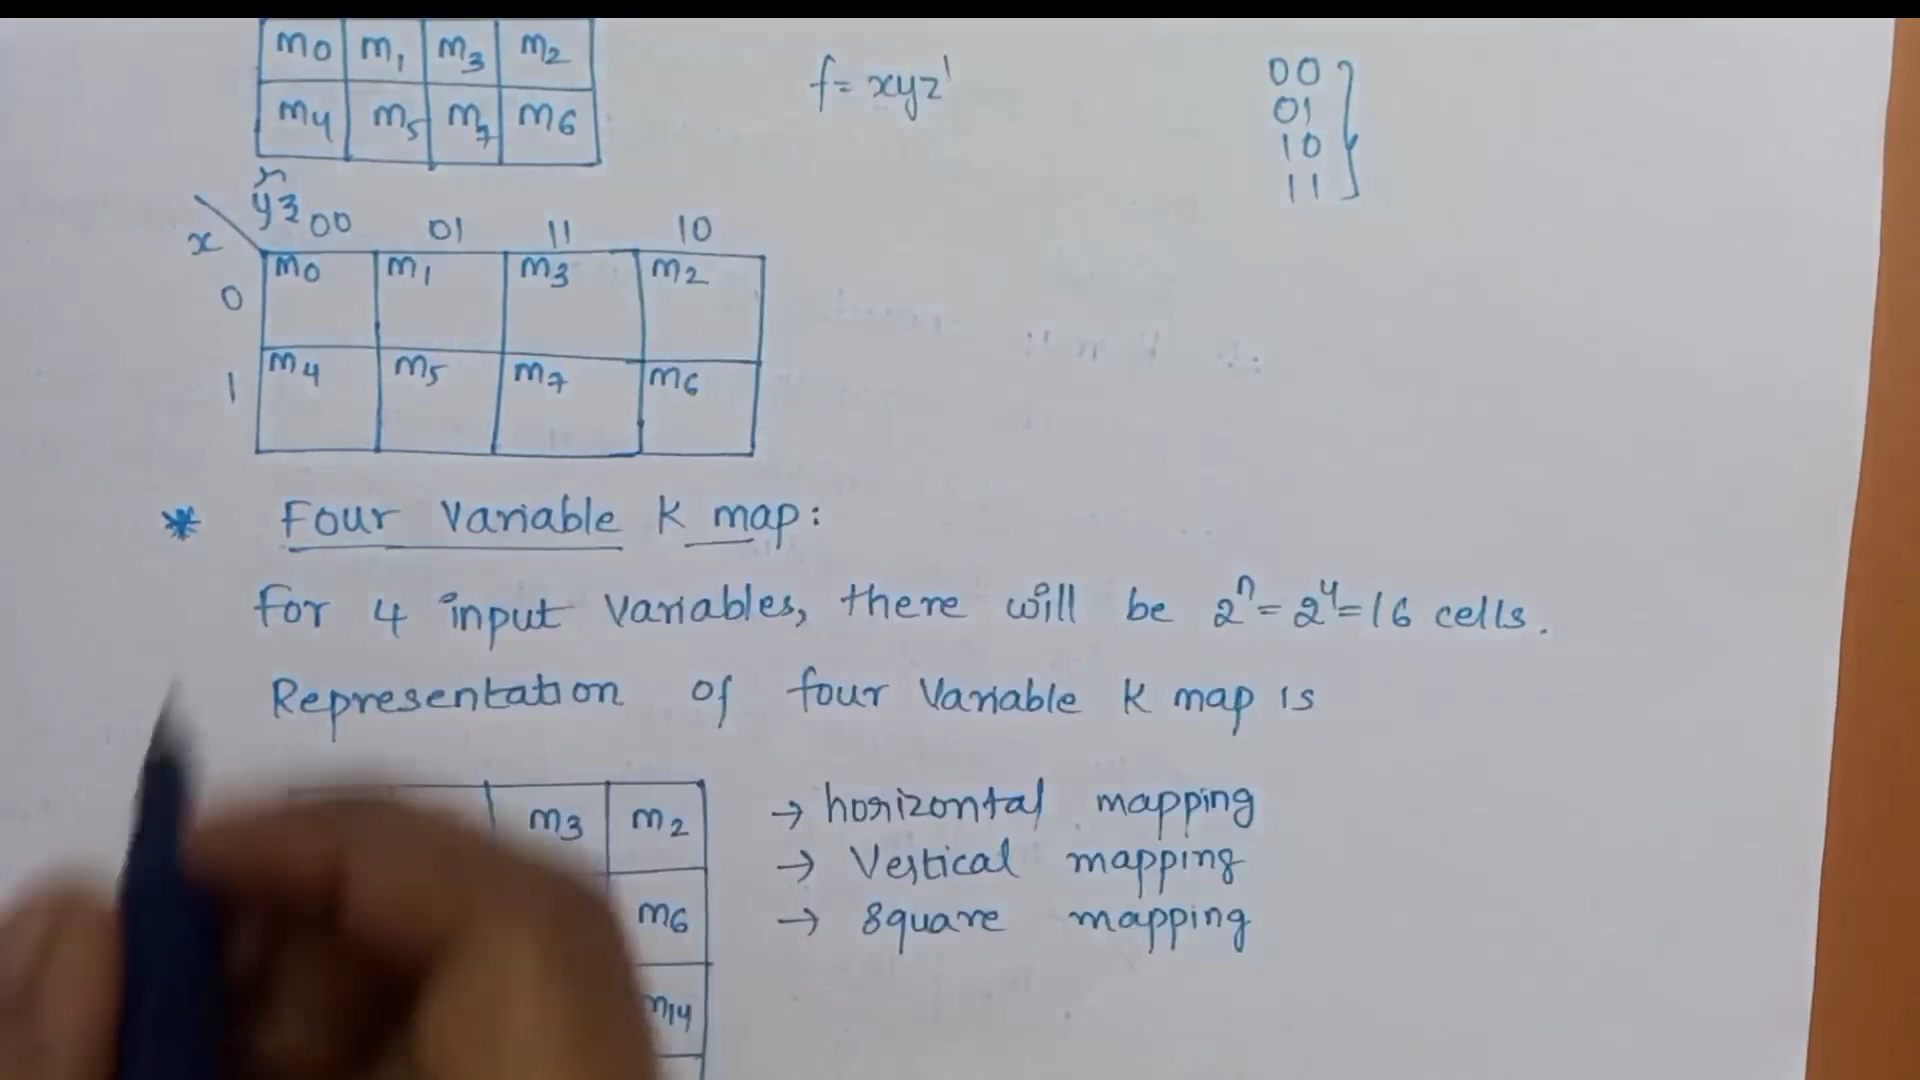 m0 m1 m3 m2
m4 m5 m7 m6
f= xyz'
00
01
10
11
yz 00 01 11 10
x
0 m0 m1 m3 m2
1 m4 m5 m7 m6
* Four Variable K map:
For 4 input variables, there will be 2^n = 2^4 = 16 cells.
Representation of four variable K map is
m3 m2
m6
m14
→ horizontal mapping
→ Vertical mapping
→ Square mapping